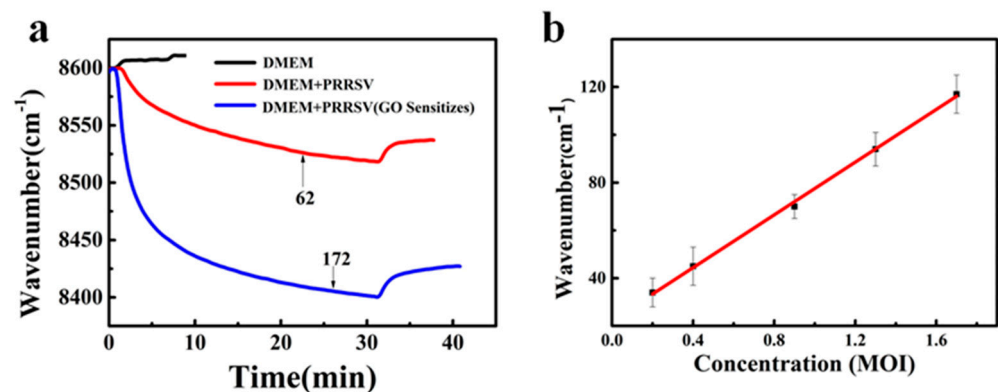 a
8600
8550
8500
8450
8400
Wavenumber(cm-1)
DMEM
DMEM+PRRSV
DMEM+PRRSV(GO Sensitizes)
62
172
0
10
20
30
40
Time(min)
b
120
80
40
Wavenumber(cm-1)
0.0
0.4
0.8
1.2
1.6
Concentration (MOI)